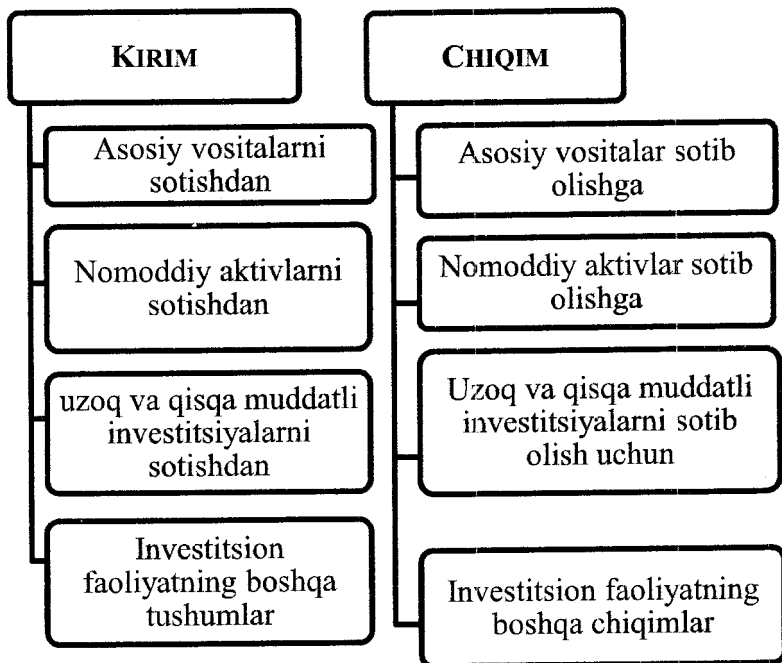 KIRIM
Asosiy vositalarni
sotishdan
Nomoddiy aktivlarni
sotishdan
uzoq va qisqa muddatli
investitsiyalarni
sotishdan
Investitsion
faoliyatning boshqa
tushumlar
CHIQIM
Asosiy vositalar sotib
olishga
Nomoddiy aktivlar sotib
olishga
Uzoq va qisqa muddatli
investitsiyalarni sotib
olish uchun
Investitsion faoliyatning
boshqa chiqimlar